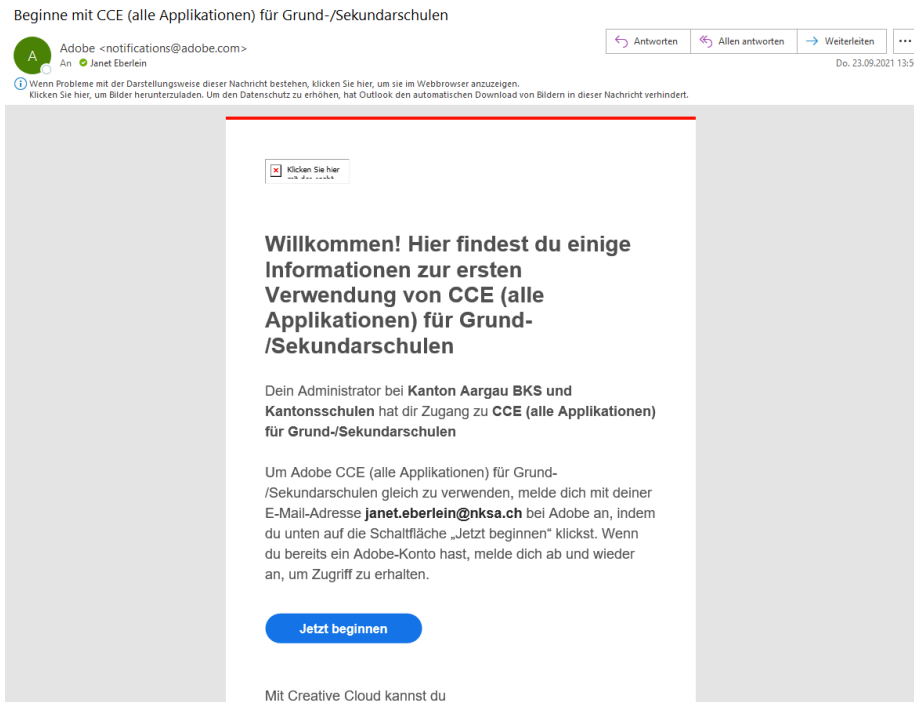 Beginne mit CCE (alle Applikationen) für Grund-/Sekundarschulen
Antworten
Allen antworten
Weiterleiten
A
Adobe <notifications@adobe.com>
An Janet Eberlein
Do. 23.09.2021 13:5
Wenn Probleme mit der Darstellungsweise dieser Nachricht bestehen, klicken Sie hier, um sie im Webbrowser anzuzeigen.
Klicken Sie hier, um Bilder herunterzuladen. Um den Datenschutz zu erhöhen, hat Outlook den automatischen Download von Bildern in dieser Nachricht verhindert.
Klicken Sie hier
Willkommen! Hier findest du einige
Informationen zur ersten
Verwendung von CCE (alle
Applikationen) für Grund-
/Sekundarschulen
Dein Administrator bei Kanton Aargau BKS und
Kantonsschulen hat dir Zugang zu CCE (alle Applikationen)
für Grund-/Sekundarschulen
Um Adobe CCE (alle Applikationen) für Grund-
/Sekundarschulen gleich zu verwenden, melde dich mit deiner
E-Mail-Adresse janet.eberlein@nksa.ch bei Adobe an, indem
du unten auf die Schaltfläche „Jetzt beginnen“ klickst. Wenn
du bereits ein Adobe-Konto hast, melde dich ab und wieder
an, um Zugriff zu erhalten.
Jetzt beginnen
Mit Creative Cloud kannst du